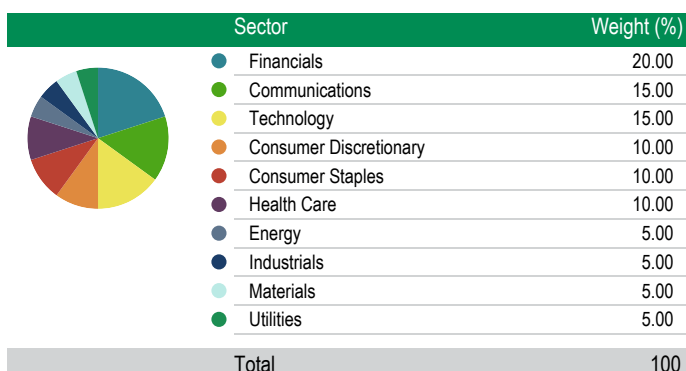 Sector Weight (%)
Financials 20.00
Communications 15.00
Technology 15.00
Consumer Discretionary 10.00
Consumer Staples 10.00
Health Care 10.00
Energy 5.00
Industrials 5.00
Materials 5.00
Utilities 5.00
Total 100